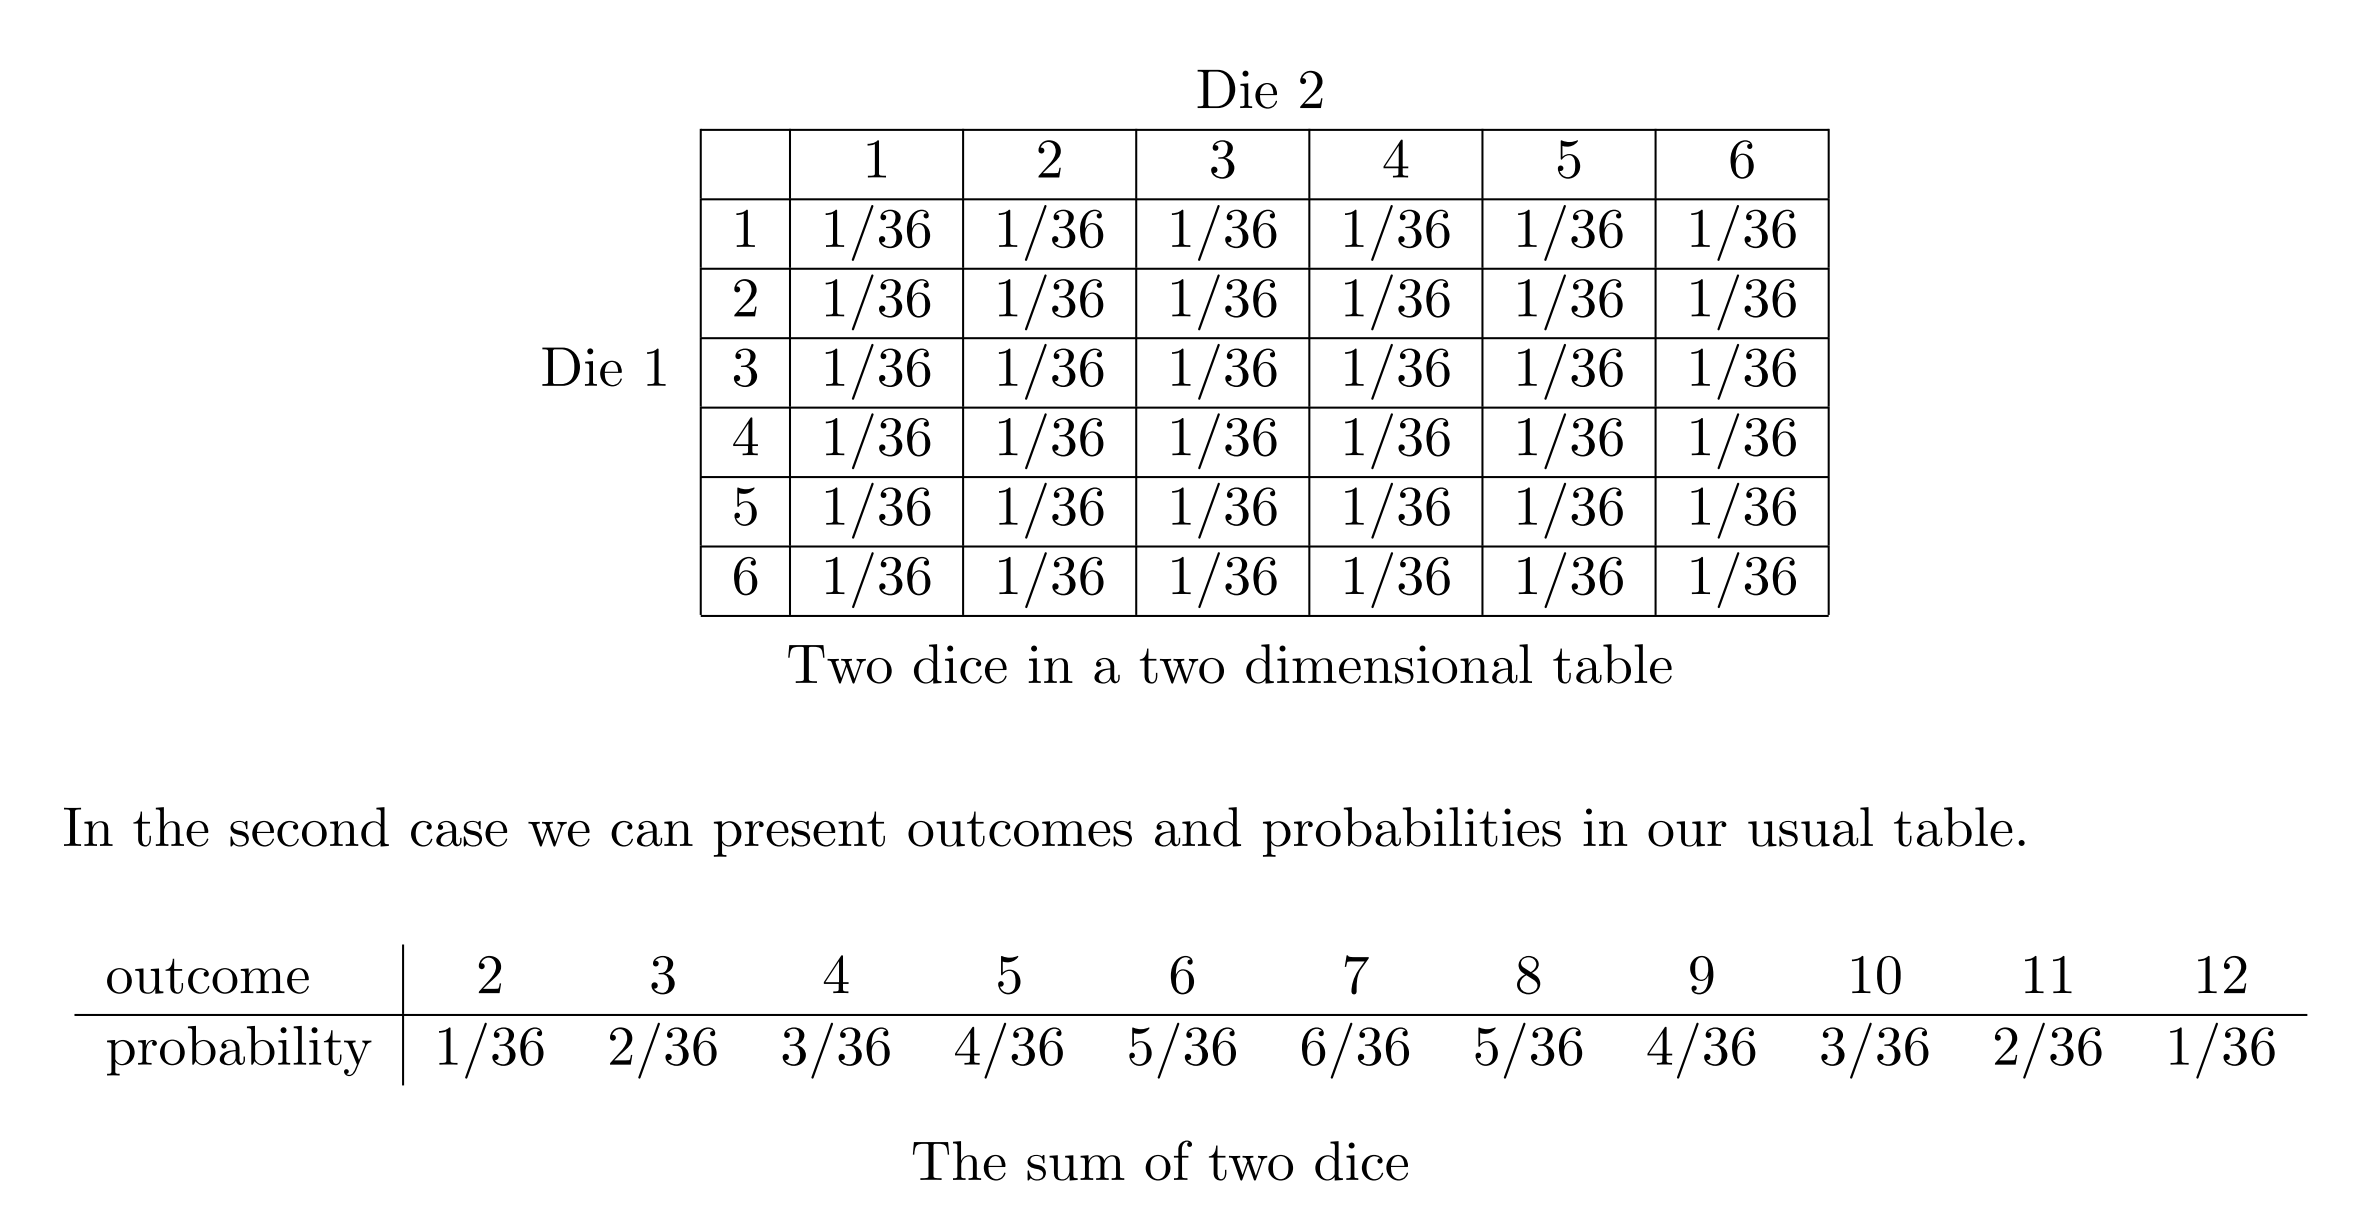 Die 2
1 2 3 4 5 6
1 1/36 1/36 1/36 1/36 1/36 1/36
2 1/36 1/36 1/36 1/36 1/36 1/36
Die 1 3 1/36 1/36 1/36 1/36 1/36 1/36
4 1/36 1/36 1/36 1/36 1/36 1/36
5 1/36 1/36 1/36 1/36 1/36 1/36
6 1/36 1/36 1/36 1/36 1/36 1/36
Two dice in a two dimensional table
In the second case we can present outcomes and probabilities in our usual table.
outcome 2 3 4 5 6 7 8 9 10 11 12
probability 1/36 2/36 3/36 4/36 5/36 6/36 5/36 4/36 3/36 2/36 1/36
The sum of two dice